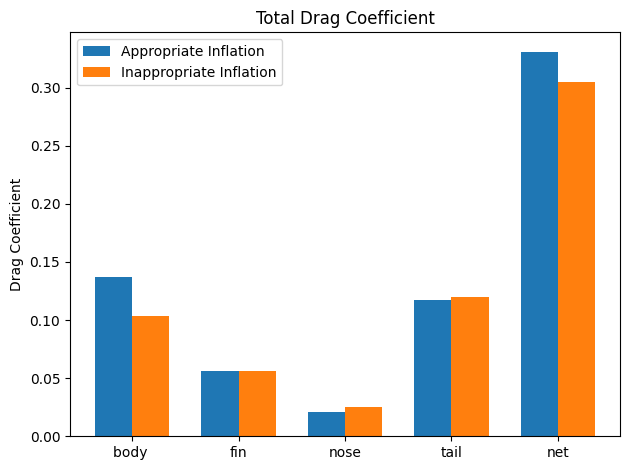 Total Drag Coefficient
Appropriate Inflation
Inappropriate Inflation
Drag Coefficient
0.30
0.25
0.20
0.15
0.10
0.05
0.00
body
fin
nose
tail
net